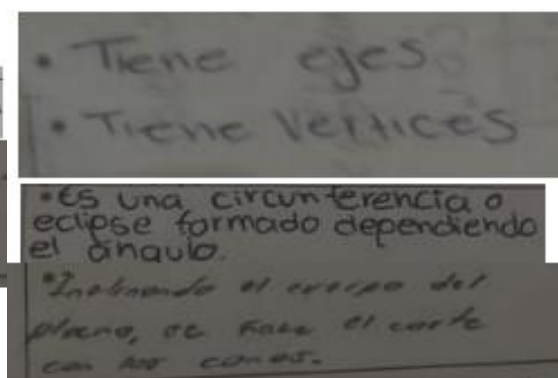 • Tiene ejes
• Tiene vertices
• Es una circunferencia o
eclipse formado dependiendo
el angulo.
• Inclinando el cuerpo del
plano, se hace el corte
con los conos.